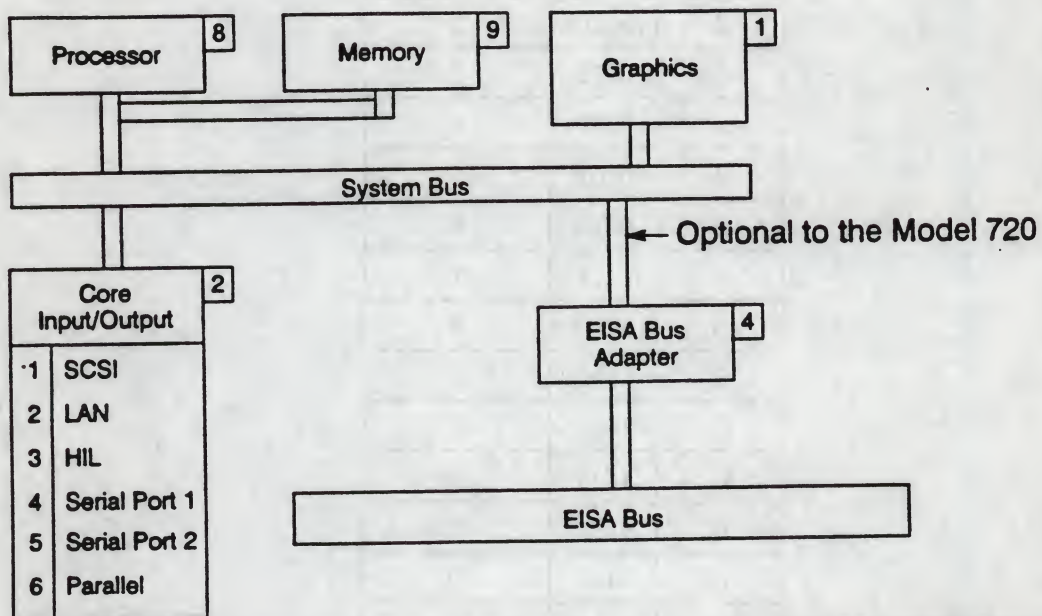 Processor
8
Memory
9
Graphics
1
System Bus
Optional to the Model 720
Core
Input/Output
2
EISA Bus
Adapter
4
1 SCSI
2 LAN
3 HIL
4 Serial Port 1
5 Serial Port 2
6 Parallel
EISA Bus